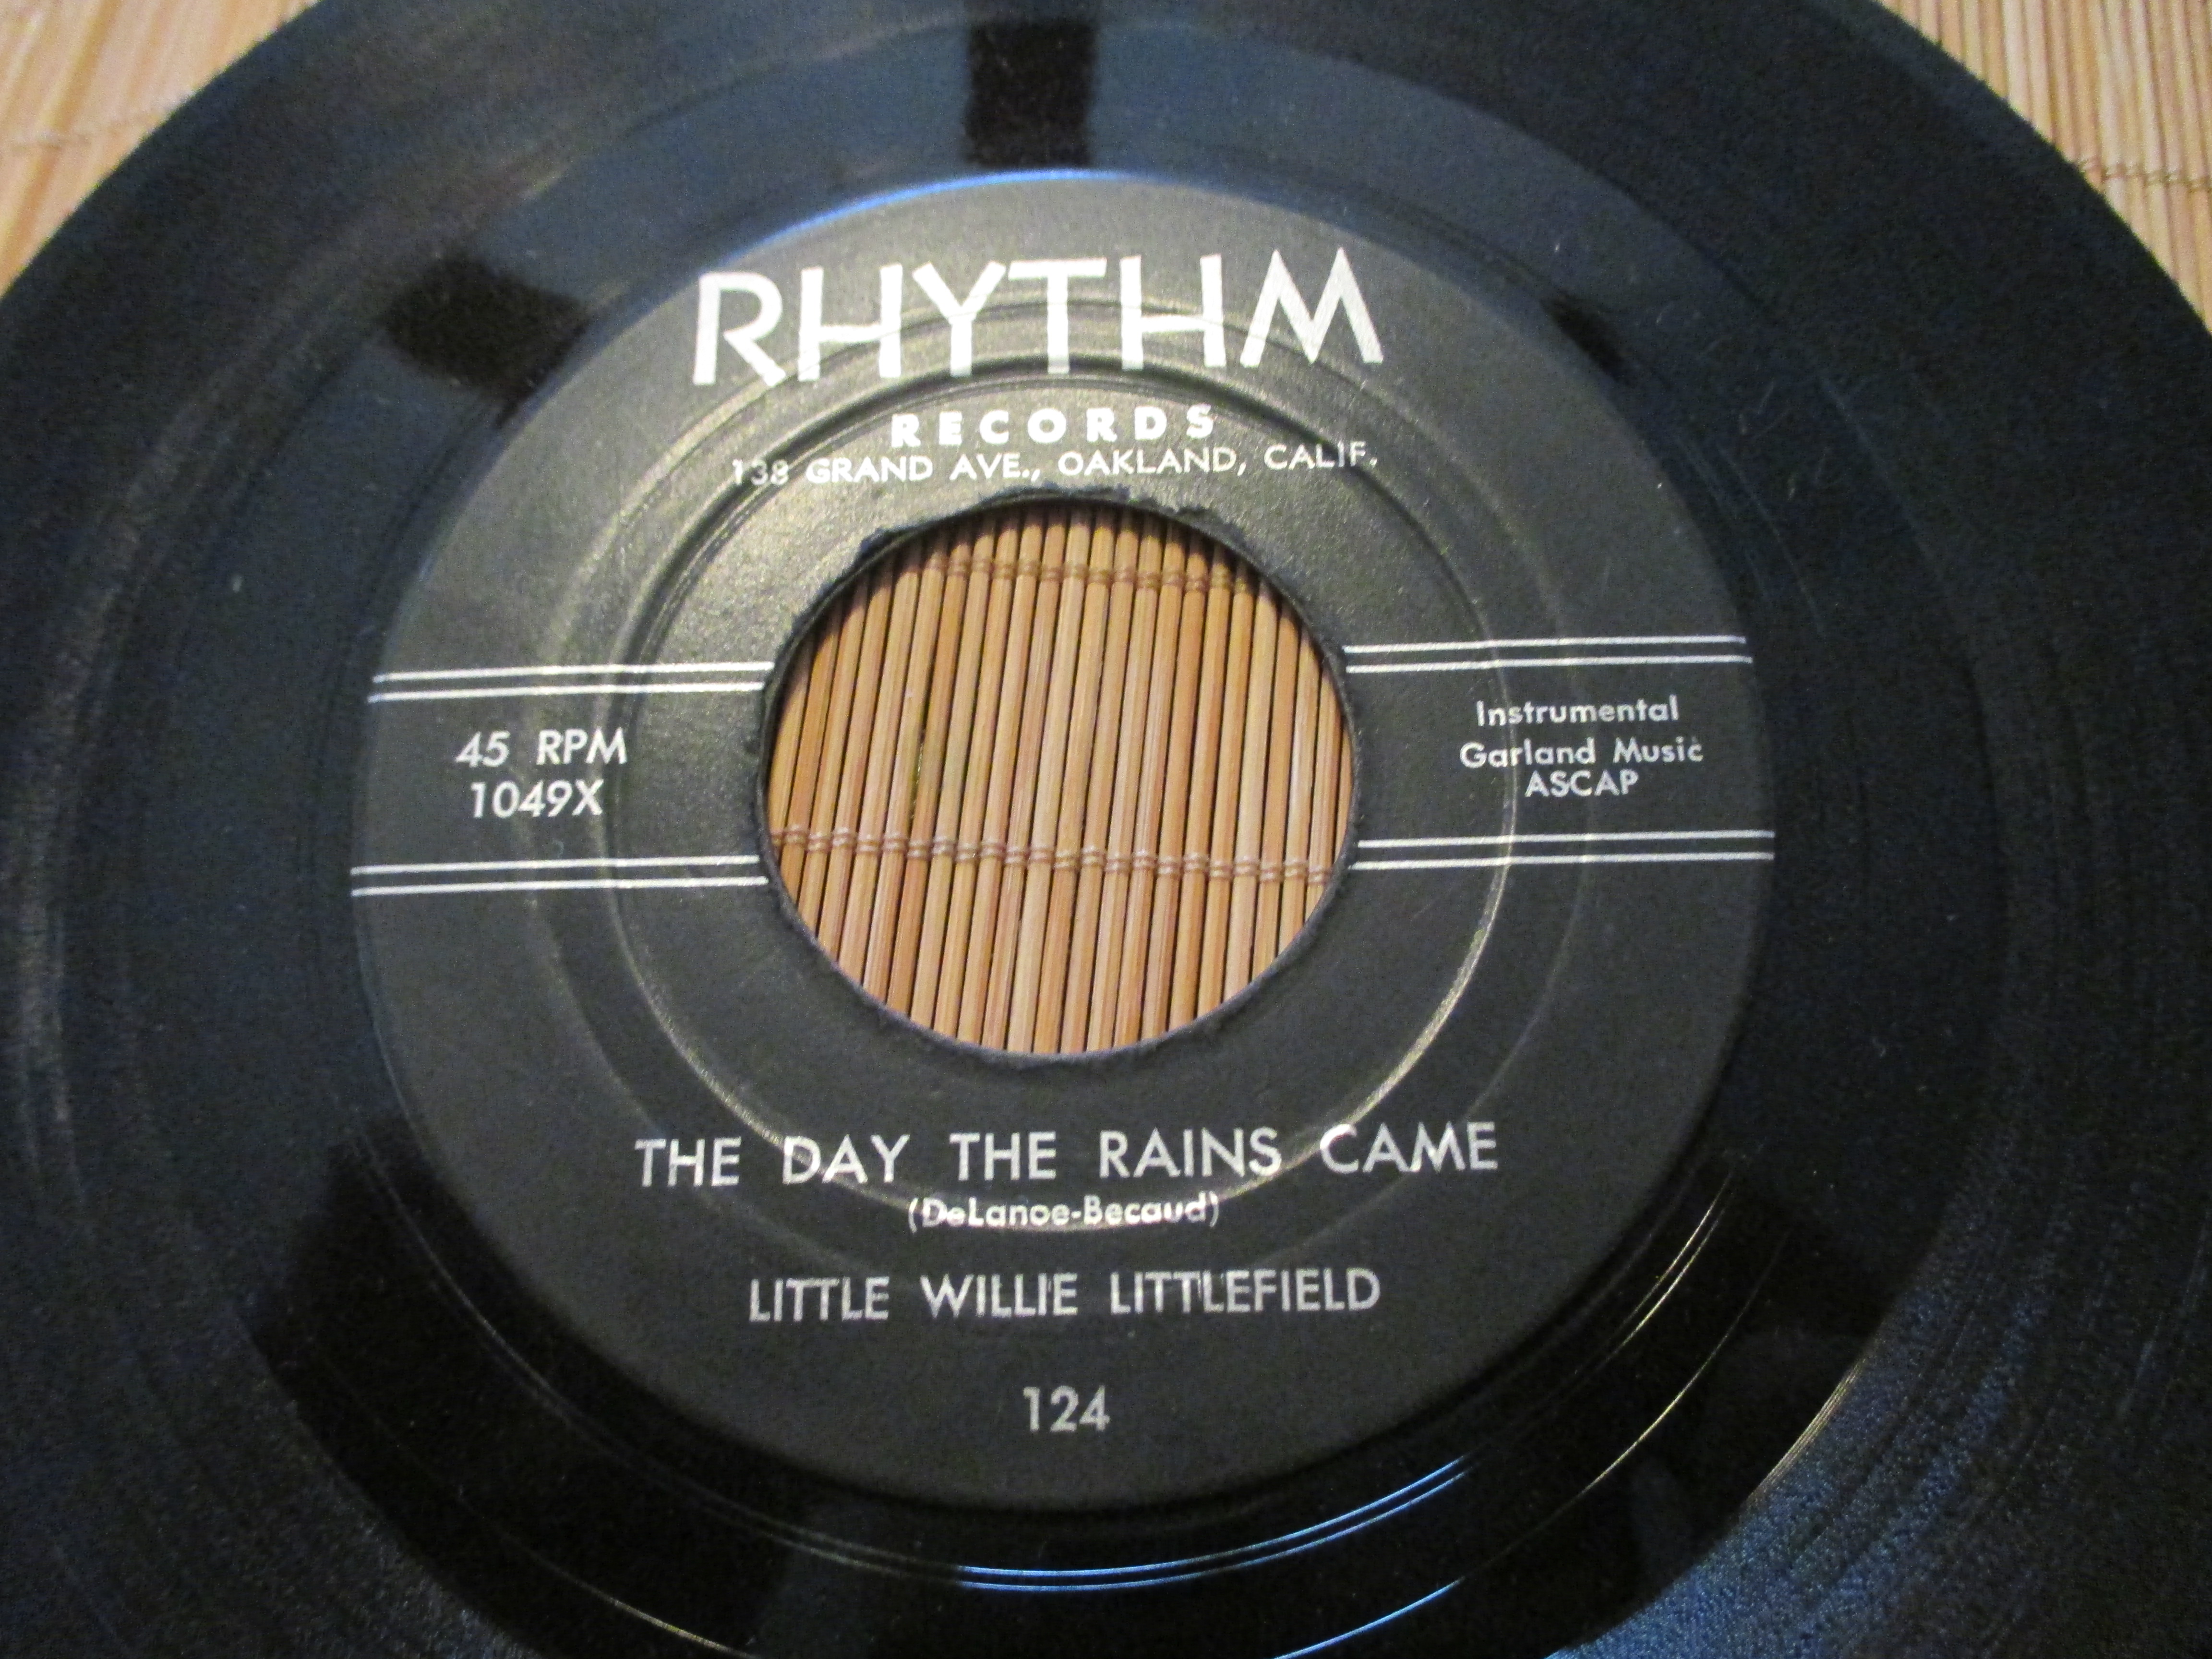 RHYTHM
RECORDS
138 GRAND AVE., OAKLAND, CALIF.
45 RPM
1049X
Instrumental
Garland Music
ASCAP
THE DAY THE RAINS CAME
(DeLanoe-Becaud)
LITTLE WILLIE LITTLEFIELD
124